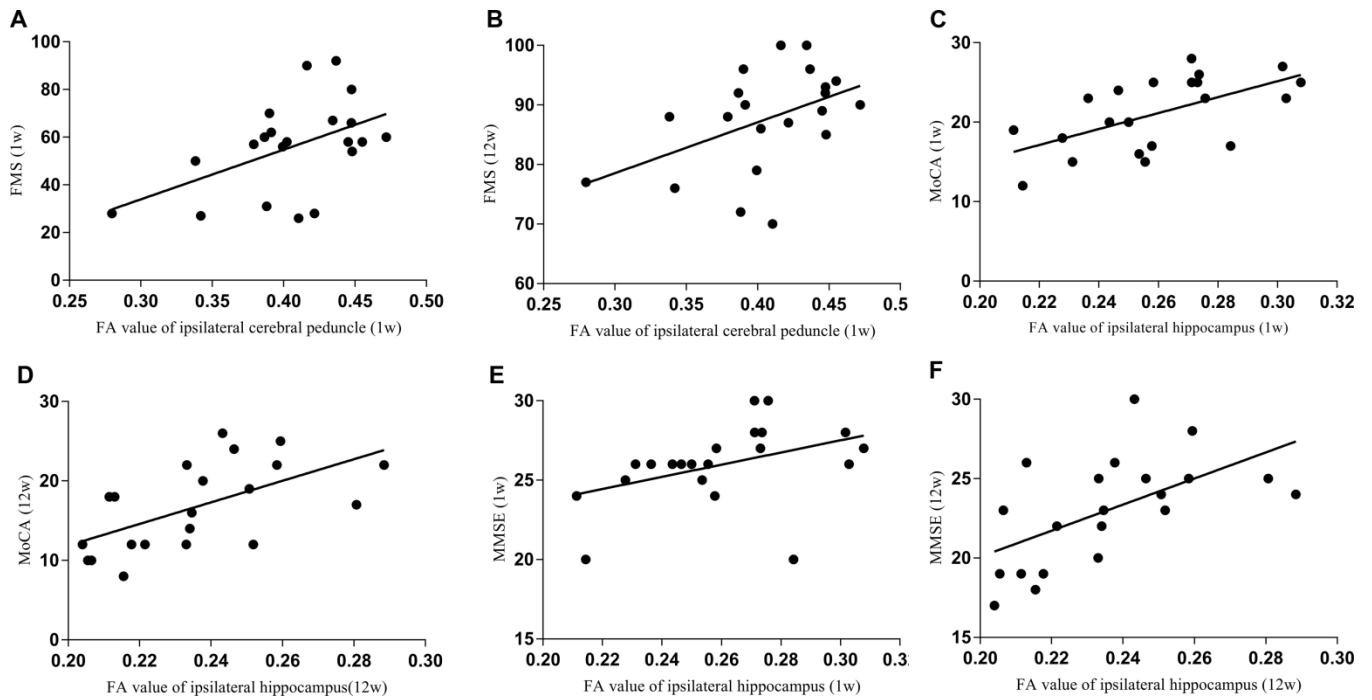 A
FMS (1w)
100
80
60
40
20
0
0.25 0.30 0.35 0.40 0.45 0.50
FA value of ipsilateral cerebral peduncle (1w)
B
FMS (12w)
100
90
80
70
60
0.25 0.30 0.35 0.40 0.45 0.5
FA value of ipsilateral cerebral peduncle (1w)
C
MoCA (1w)
30
20
10
0
0.20 0.22 0.24 0.26 0.28 0.30 0.32
FA value of ipsilateral hippocampus (1w)
D
MoCA (12w)
30
20
10
0
0.20 0.22 0.24 0.26 0.28 0.30
FA value of ipsilateral hippocampus(12w)
E
MMSE (1w)
30
25
20
15
0.20 0.22 0.24 0.26 0.28 0.30 0.3
FA value of ipsilateral hippocampus (1w)
F
MMSE (12w)
30
25
20
15
0.20 0.22 0.24 0.26 0.28 0.30
FA value of ipsilateral hippocampus (12w)